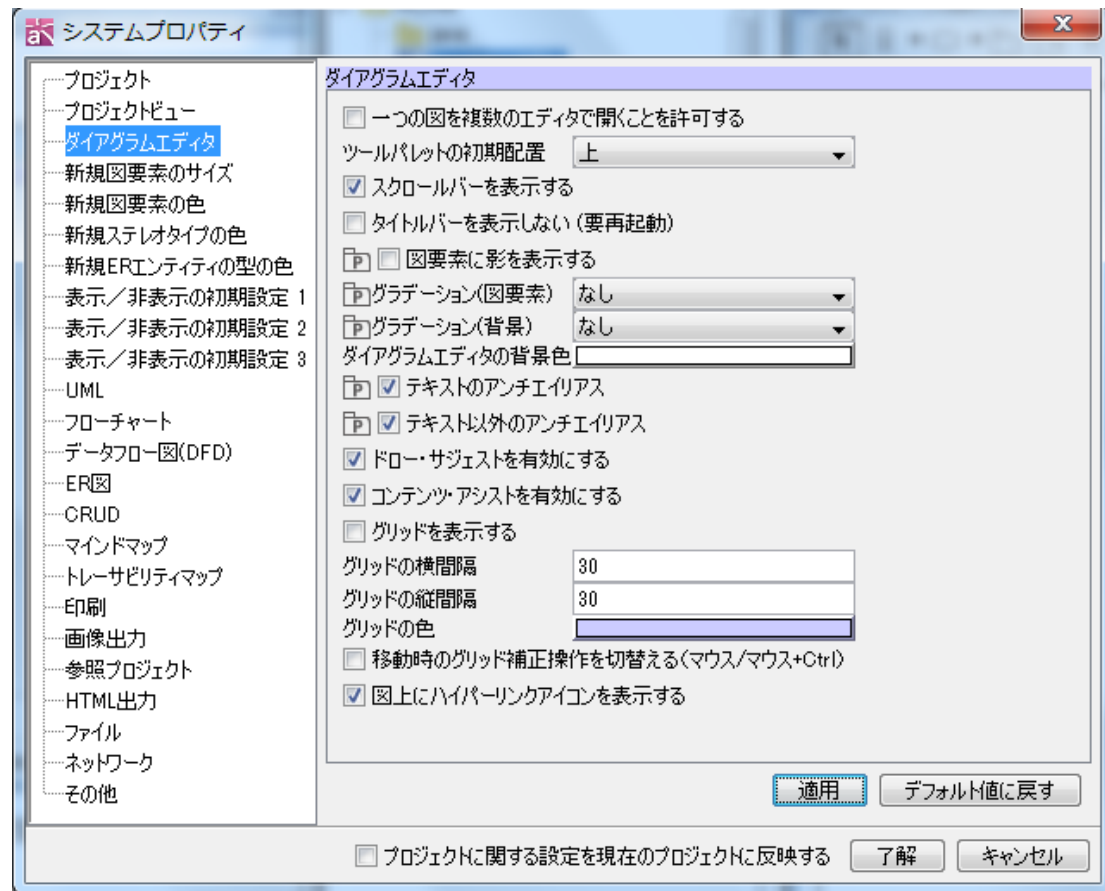 システムプロパティ
プロジェクト
プロジェクトビュー
ダイアグラムエディタ
新規図要素のサイズ
新規図要素の色
新規ステレオタイプの色
新規ERエンティティの型の色
表示／非表示の初期設定 1
表示／非表示の初期設定 2
表示／非表示の初期設定 3
UML
フローチャート
データフロー図(DFD)
ER図
CRUD
マインドマップ
トレーサビリティマップ
印刷
画像出力
参照プロジェクト
HTML出力
ファイル
ネットワーク
その他
ダイアグラムエディタ
一つの図を複数のエディタで開くことを許可する
ツールパレットの初期配置 上
スクロールバーを表示する
タイトルバーを表示しない (要再起動)
P 図要素に影を表示する
P グラデーション(図要素) なし
P グラデーション(背景) なし
ダイアグラムエディタの背景色
P テキストのアンチエイリアス
P テキスト以外のアンチエイリアス
ドロー・サジェストを有効にする
コンテンツ・アシストを有効にする
グリッドを表示する
グリッドの横間隔 30
グリッドの縦間隔 30
グリッドの色
移動時のグリッド補正操作を切替える(マウス/マウス+Ctrl)
図上にハイパーリンクアイコンを表示する
適用 デフォルト値に戻す
プロジェクトに関する設定を現在のプロジェクトに反映する 了解 キャンセル